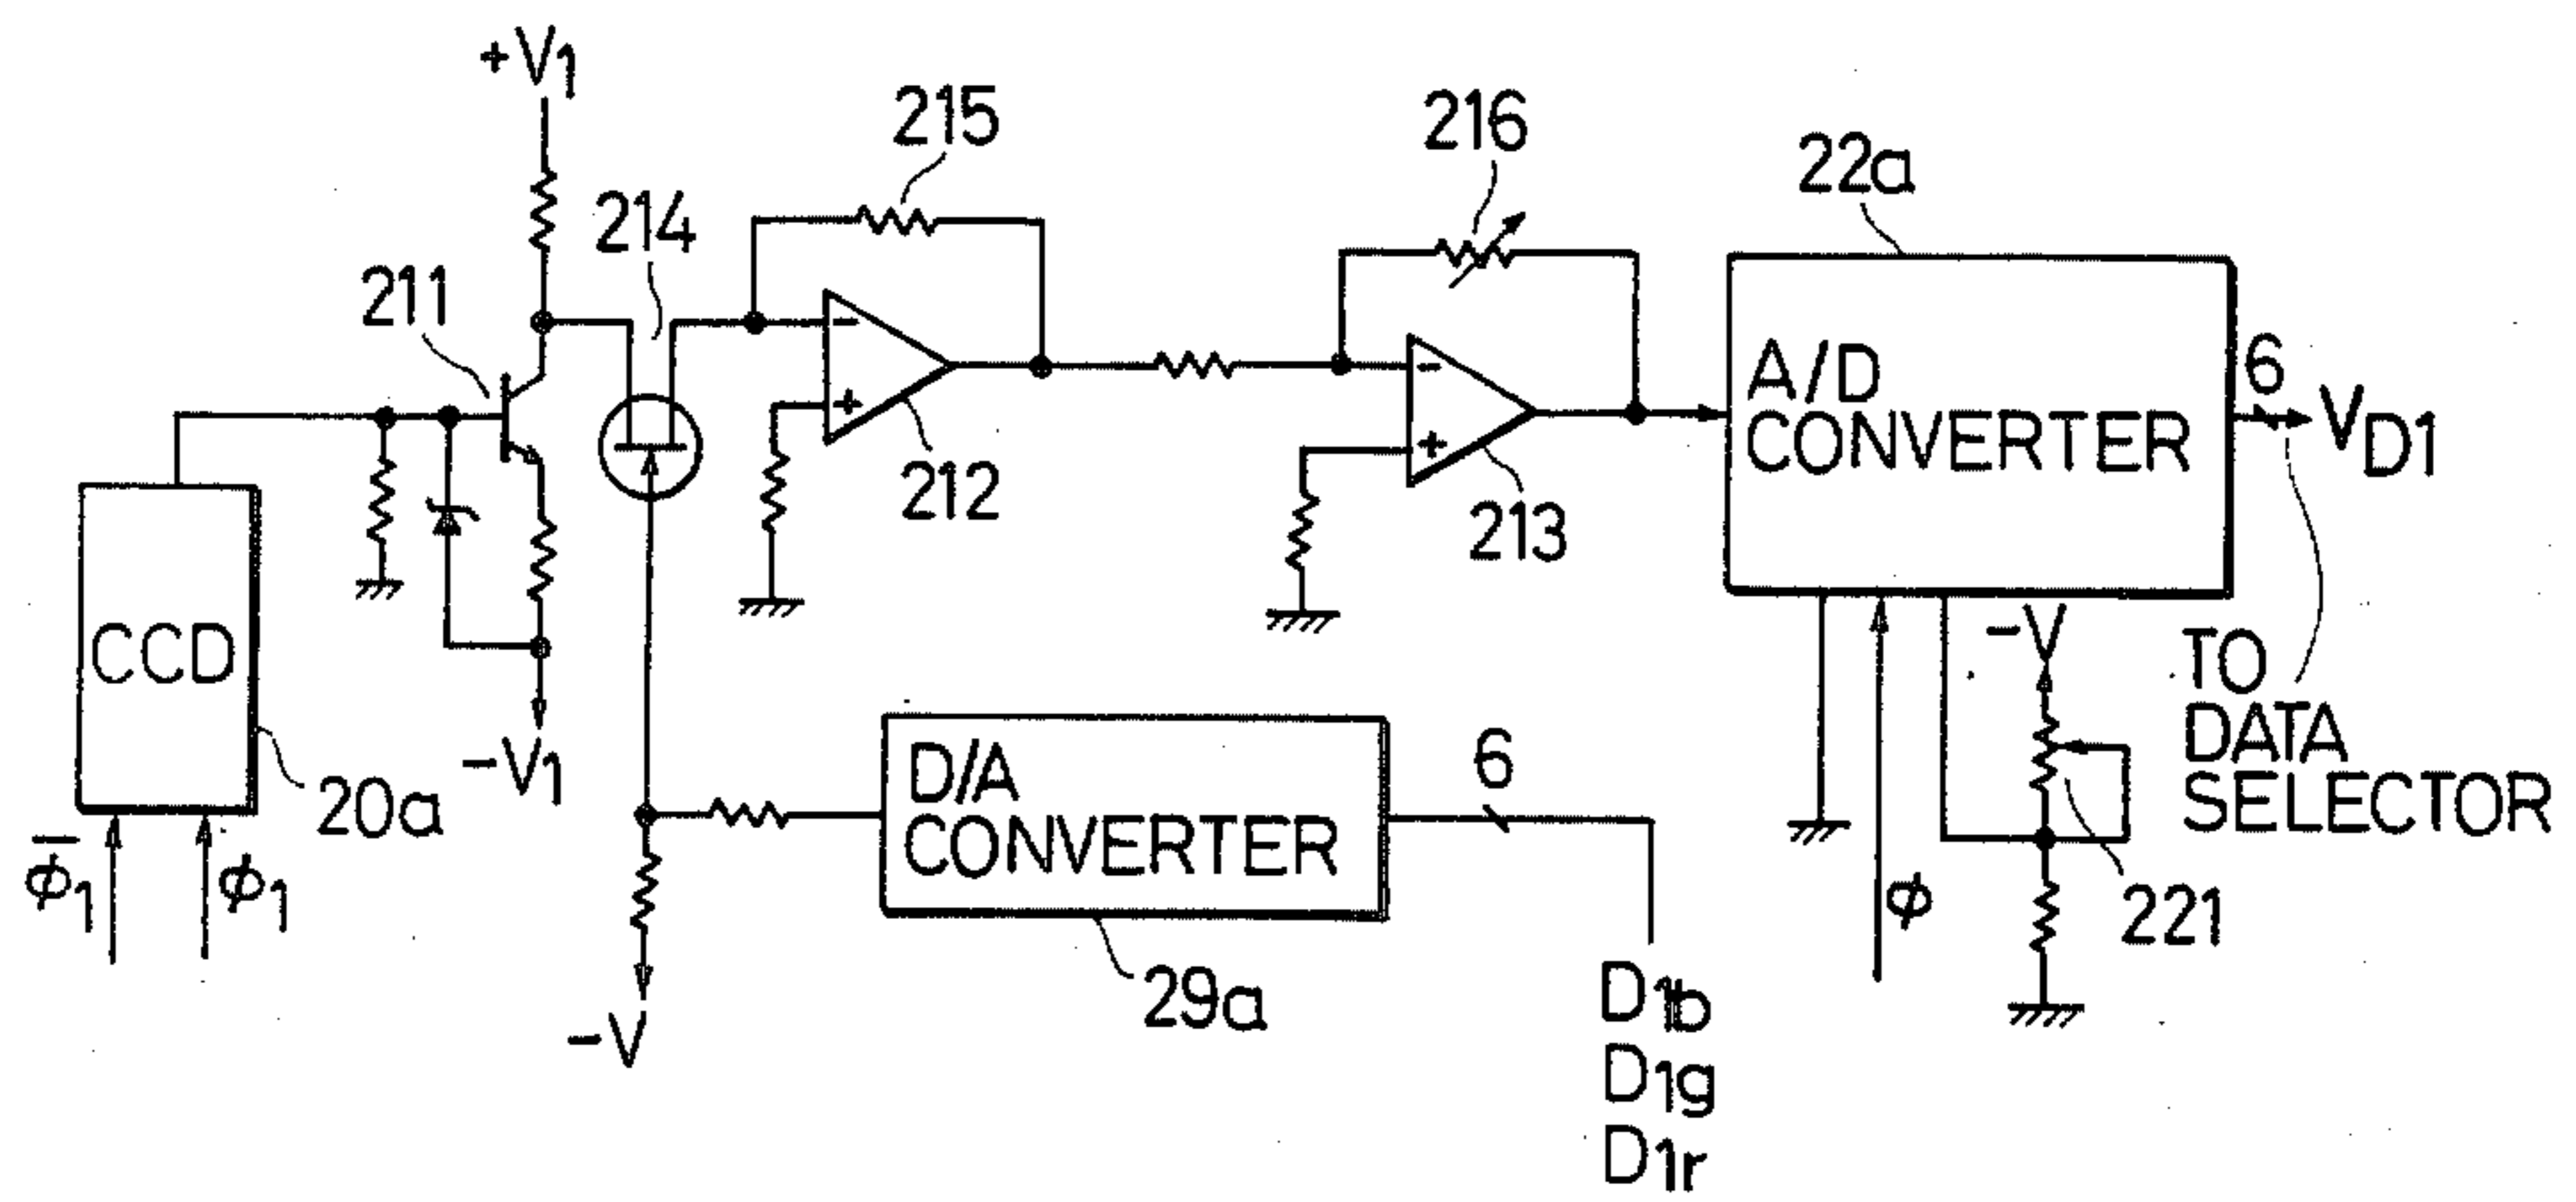 +V1
215
216
22a
214
211
A/D
CONVERTER
6
VD1
-
+
212
-
+
213
CCD
20a
ϕ̅1
ϕ1
-V1
D/A
CONVERTER
6
29a
-V
ϕ
-V
221
TO
DATA
SELECTOR
D1b
D1g
D1r